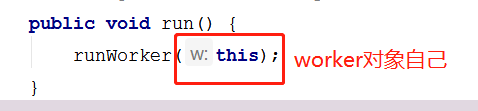 public void run() {
runWorker( w: this); worker对象自己
}